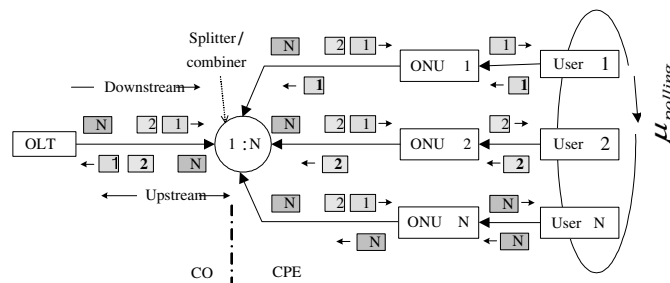 Splitter/
combiner
N 2 1
1
ONU 1
User 1
1
1
Downstream
N 2 1
N 2 1
2
OLT
1 : N
ONU 2
User 2
1 2 N
2
2
μpolling
Upstream
N 2 1
N
ONU N
User N
N
N
CO
CPE